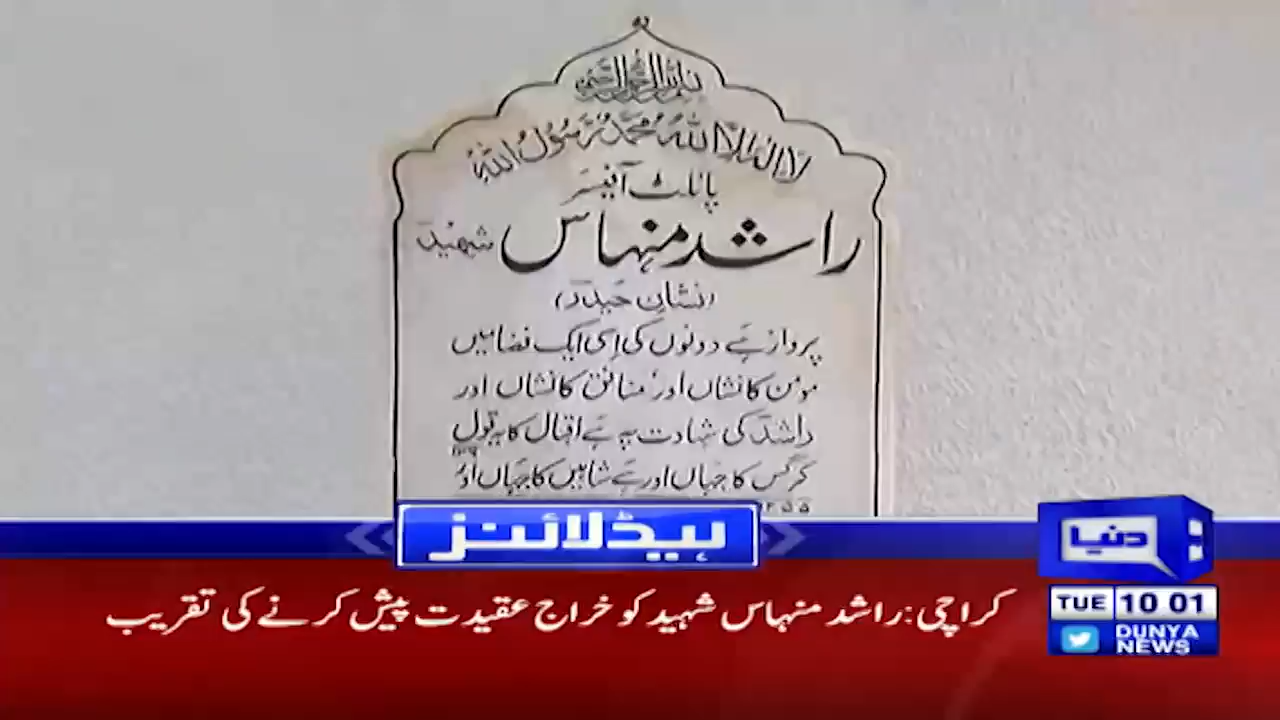 بسم اللہ الرحمن الرحیم
لا الہ الا اللہ محمد رسول اللہ
پائلٹ آفیسر
راشد منہاس شہید
(نشانِ حیدر)
پرواز ہے دونوں کی اِسی ایک فضا میں
مومن کا نشاں اور منافق کا نشاں اور
راشد کی شہادت پہ ہے اقبال کا یہ قول
کرگس کا جہاں اور ہے شاہیں کا جہاں اور
ہیڈلائنز
دنیا
کراچی: راشد منہاس شہید کو خراج عقیدت پیش کرنے کی تقریب
TUE 10 01
DUNYA NEWS